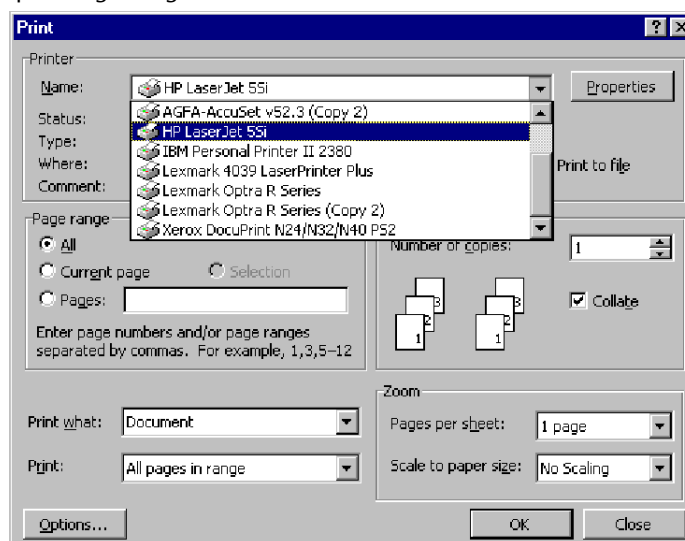 Print
Printer
Name: HP LaserJet 5Si Properties
Status: AGFA-AccuSet v52.3 (Copy 2)
HP LaserJet 5Si
Type: IBM Personal Printer II 2380
Where: Lexmark 4039 LaserPrinter Plus Print to file
Comment: Lexmark Optra R Series
Lexmark Optra R Series (Copy 2)
Xerox DocuPrint N24/N32/N40 PS2
Page range
All Number of copies: 1
Current page Selection
Pages: Collate
1 2 3 1 2 3
Enter page numbers and/or page ranges
separated by commas. For example, 1,3,5–12
Zoom
Print what: Document Pages per sheet: 1 page
Print: All pages in range Scale to paper size: No Scaling
Options... OK Close